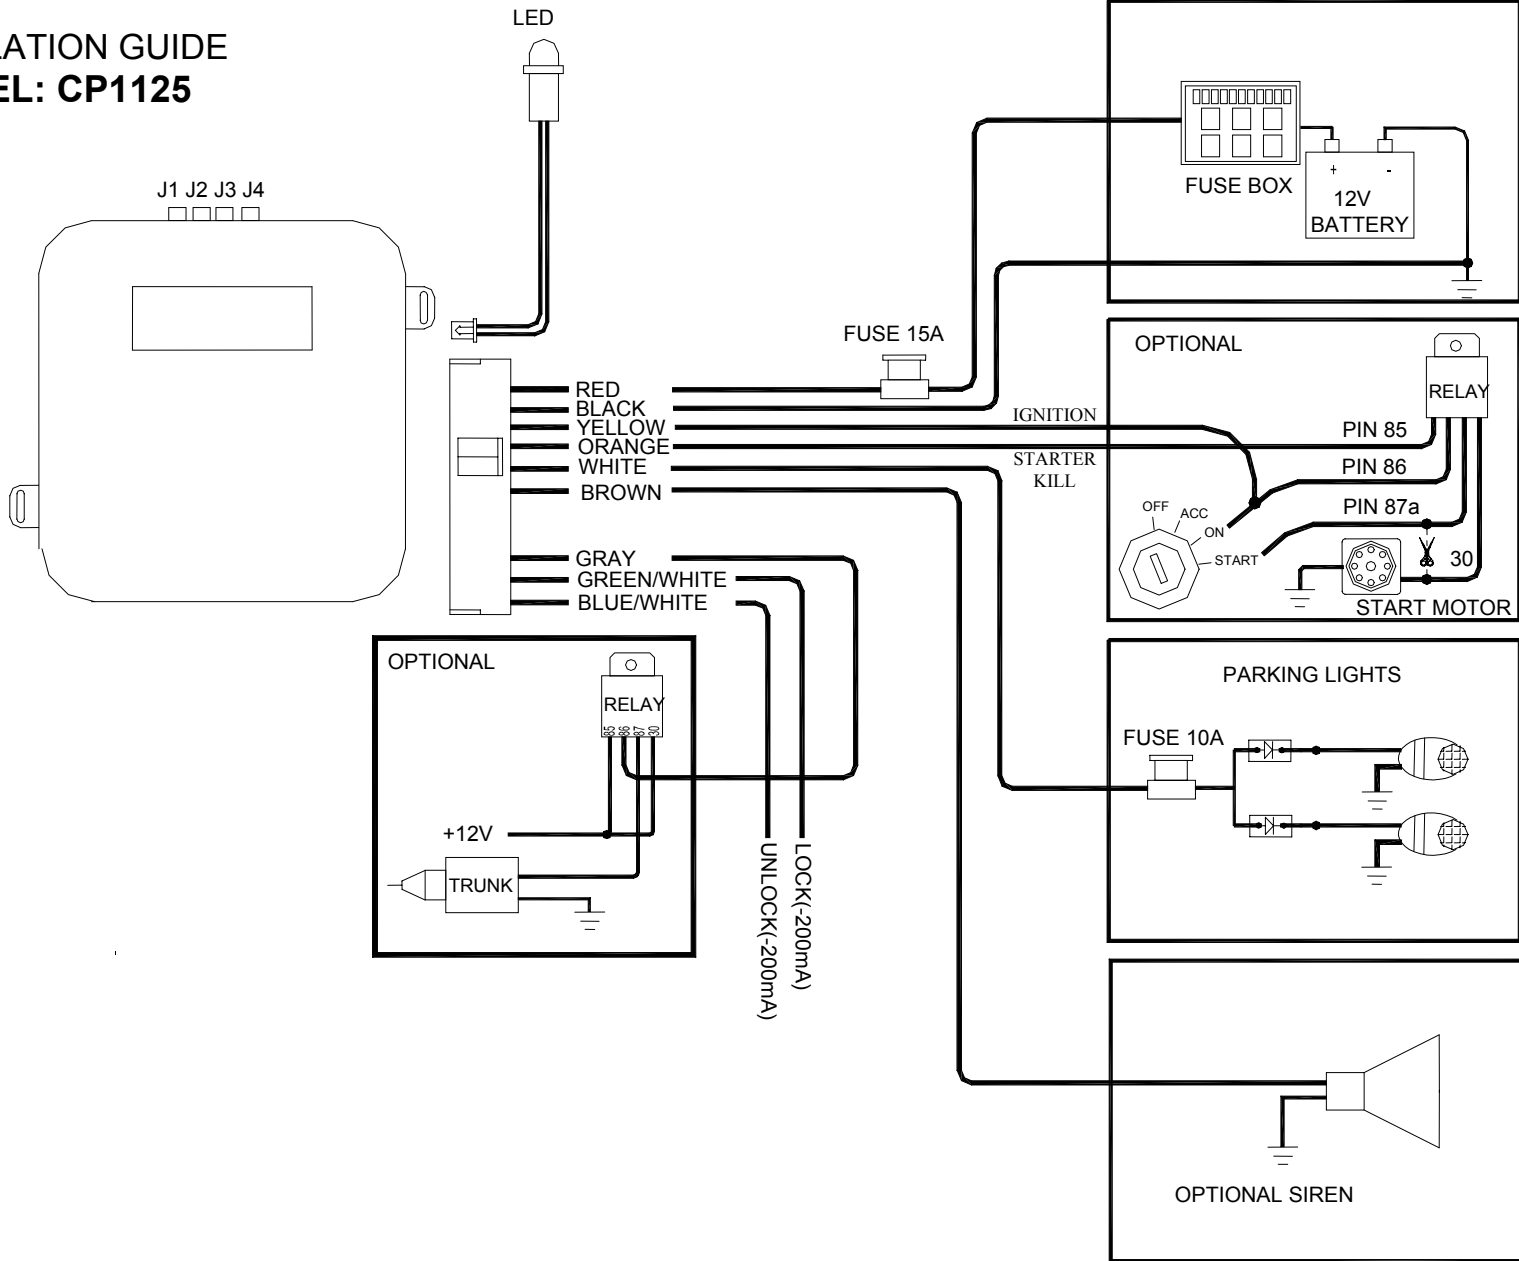 LATION GUIDE
EL: CP1125
LED
J1 J2 J3 J4
FUSE BOX
+ -
12V
BATTERY
FUSE 15A
RED
BLACK
YELLOW
ORANGE
WHITE
BROWN
GRAY
GREEN/WHITE
BLUE/WHITE
IGNITION
STARTER
KILL
OPTIONAL
RELAY
PIN 85
PIN 86
PIN 87a
30
OFF
ACC
ON
START
START MOTOR
OPTIONAL
RELAY
85
86
87
30
+12V
TRUNK
UNLOCK(-200mA)
LOCK(-200mA)
PARKING LIGHTS
FUSE 10A
OPTIONAL SIREN